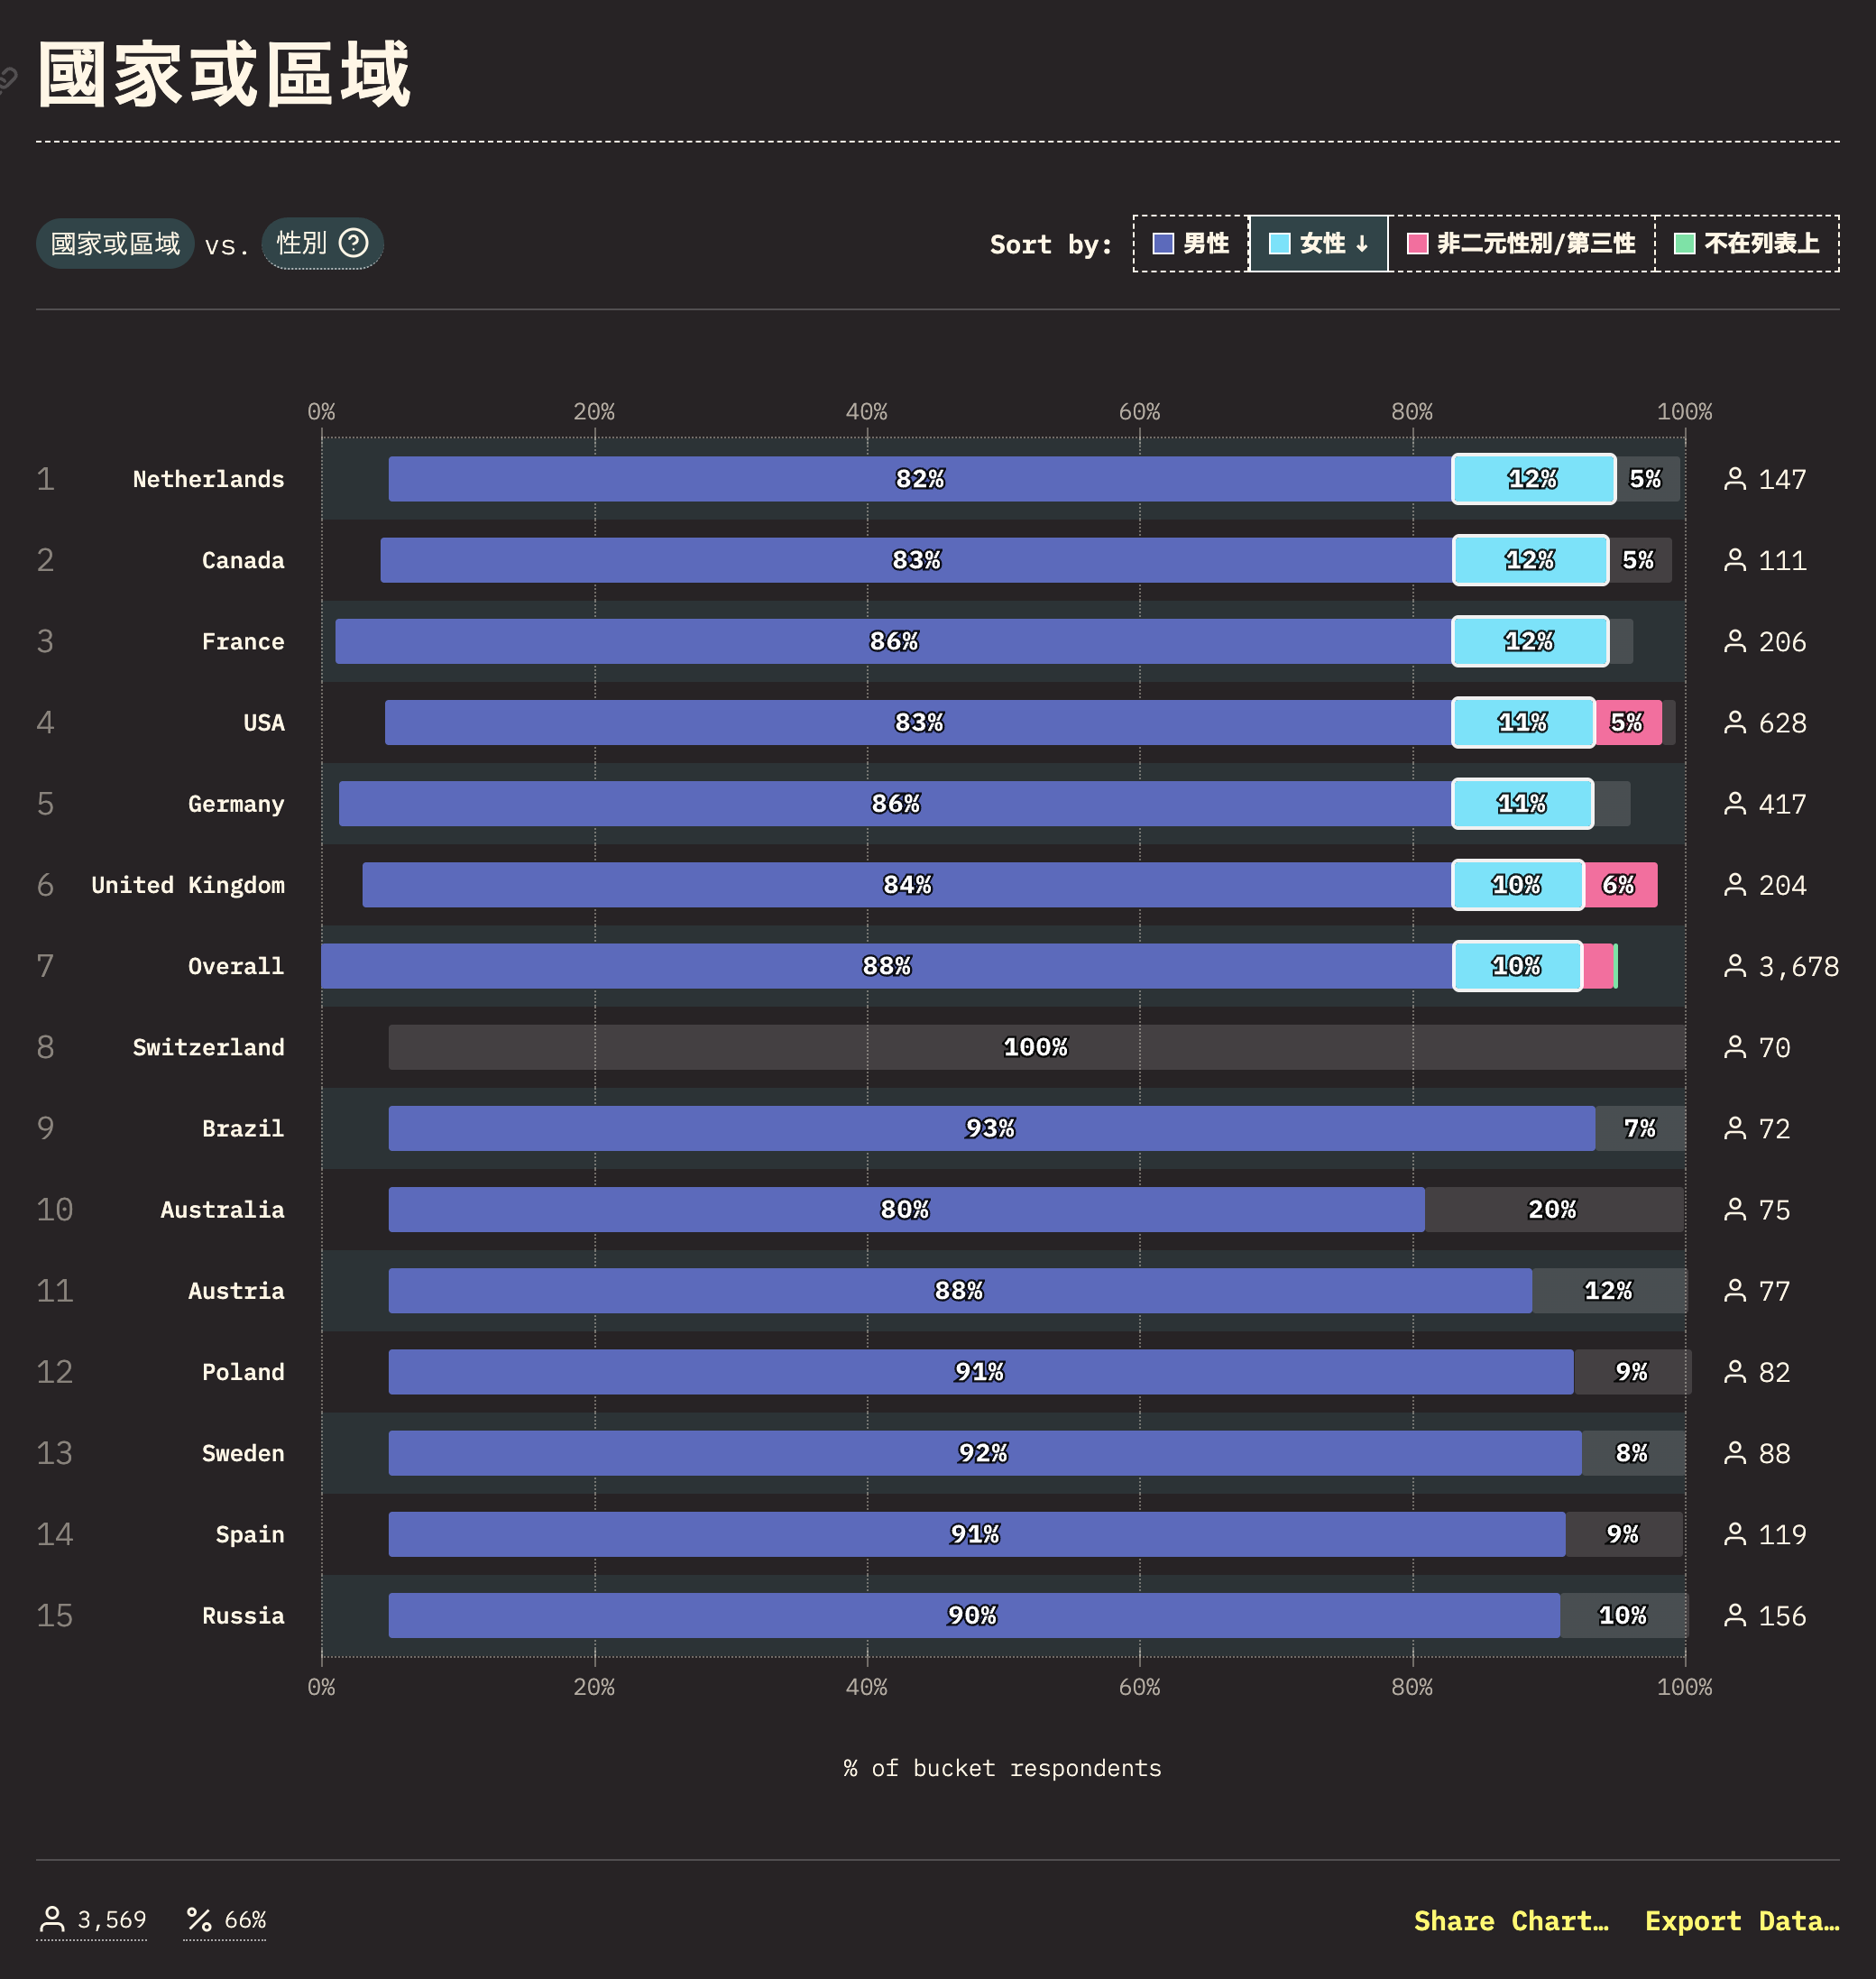 國家或區域
國家或區域 vs. 性別 ?
Sort by: 男性 女性 ↓ 非二元性別/第三性 不在列表上
0% 20% 40% 60% 80% 100%
1 Netherlands 82% 12% 5% 147
2 Canada 83% 12% 5% 111
3 France 86% 12% 206
4 USA 83% 11% 5% 628
5 Germany 86% 11% 417
6 United Kingdom 84% 10% 6% 204
7 Overall 88% 10% 3,678
8 Switzerland 100% 70
9 Brazil 93% 7% 72
10 Australia 80% 20% 75
11 Austria 88% 12% 77
12 Poland 91% 9% 82
13 Sweden 92% 8% 88
14 Spain 91% 9% 119
15 Russia 90% 10% 156
0% 20% 40% 60% 80% 100%
% of bucket respondents
3,569 % 66% Share Chart… Export Data…